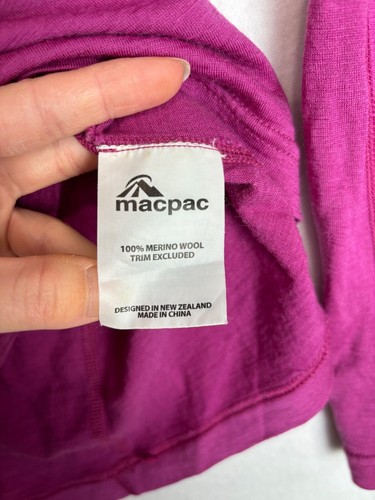 macpac
100% MERINO WOOL
TRIM EXCLUDED
DESIGNED IN NEW ZEALAND
MADE IN CHINA